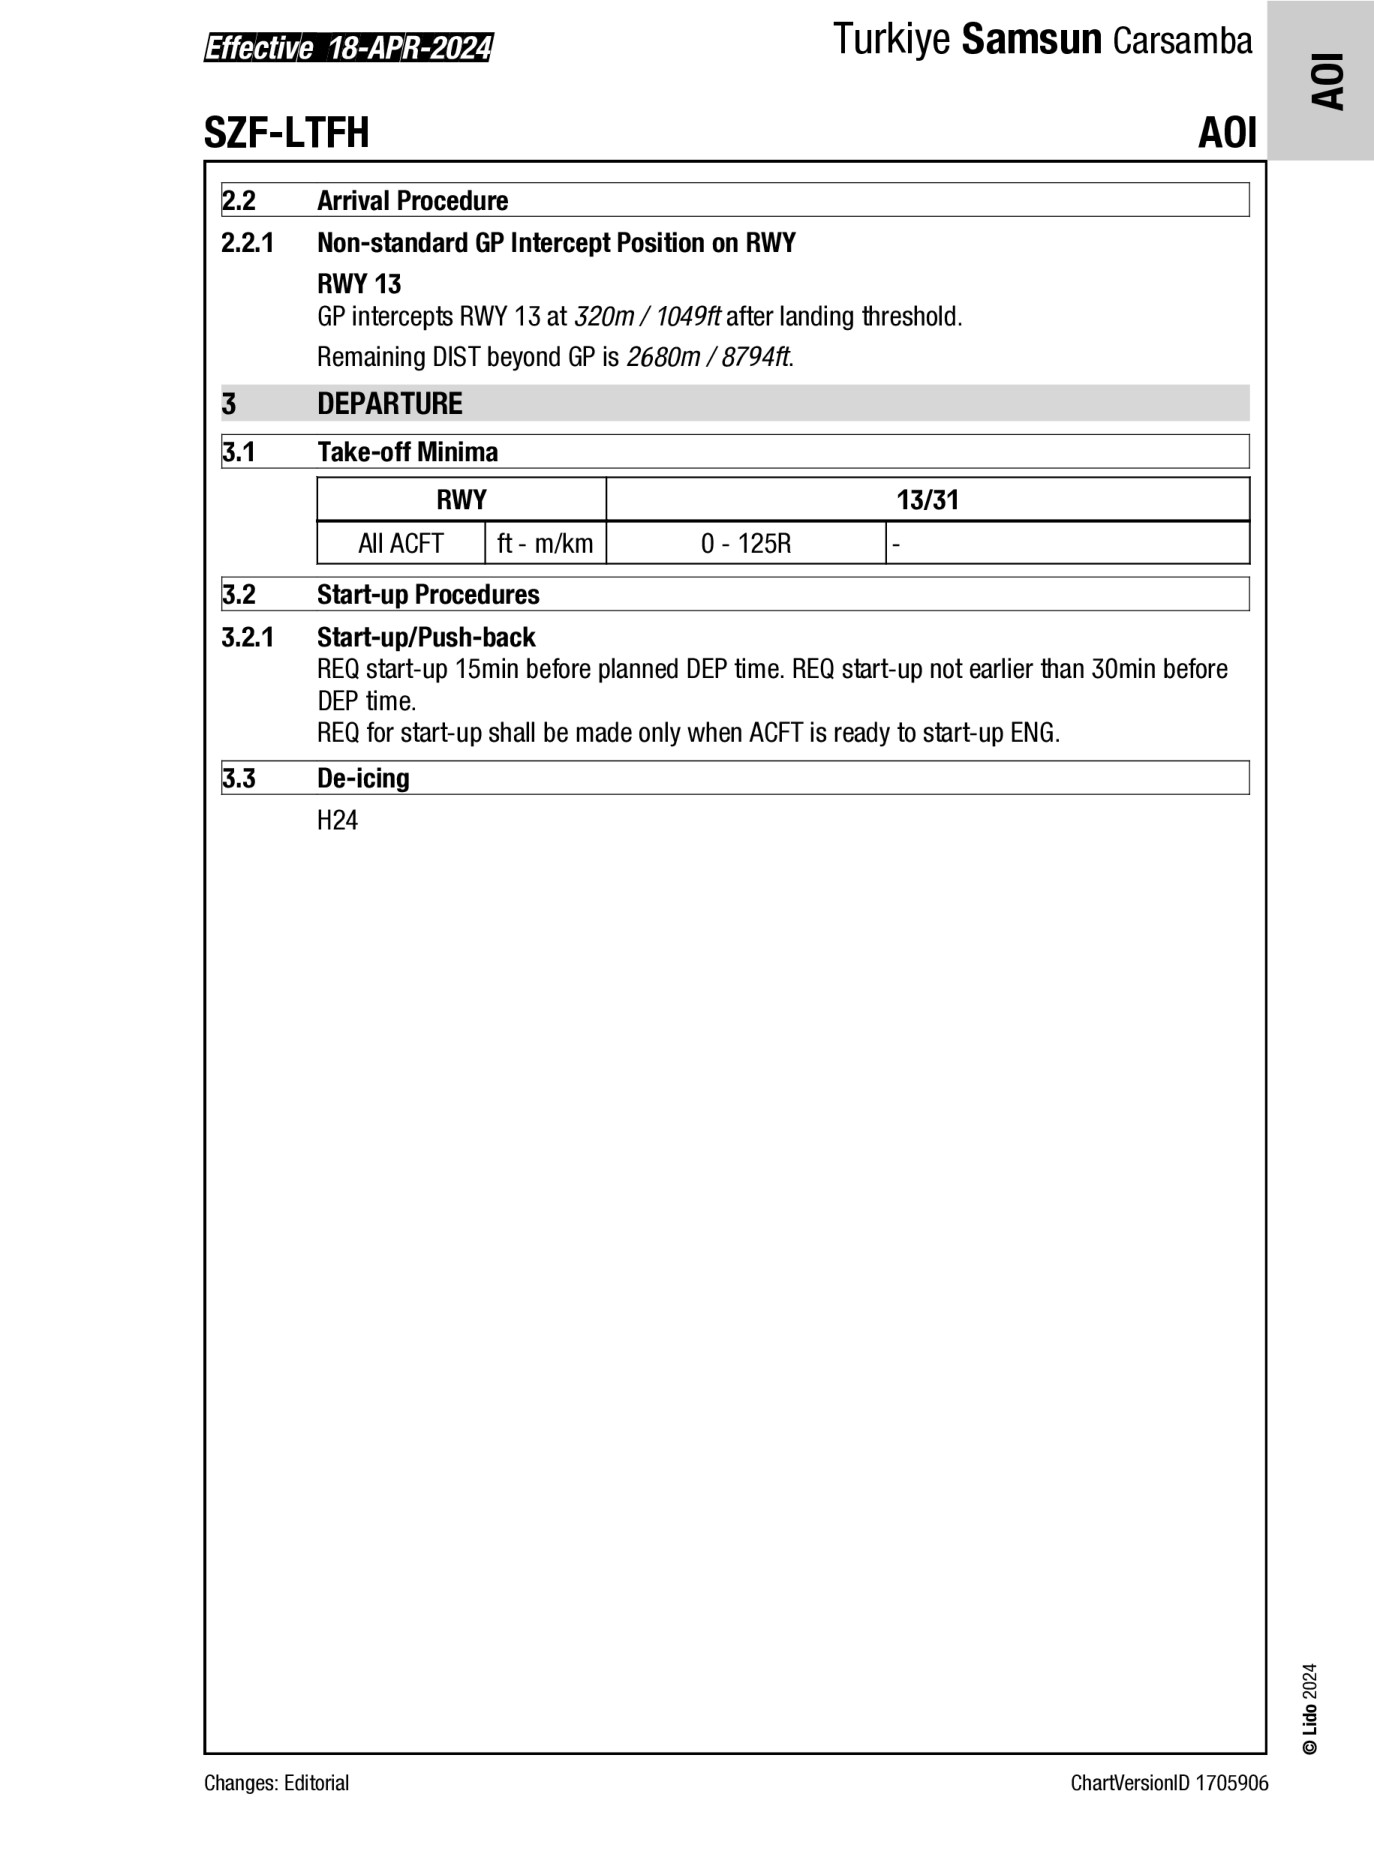 Effective 18-APR-2024
Turkiye Samsun Carsamba
AOI
SZF-LTFH
AOI
2.2 Arrival Procedure
2.2.1 Non-standard GP Intercept Position on RWY
RWY 13
GP intercepts RWY 13 at 320m / 1049ft after landing threshold.
Remaining DIST beyond GP is 2680m / 8794ft.
3 DEPARTURE
3.1 Take-off Minima
RWY 13/31
All ACFT ft - m/km 0 - 125R -
3.2 Start-up Procedures
3.2.1 Start-up/Push-back
REQ start-up 15min before planned DEP time. REQ start-up not earlier than 30min before
DEP time.
REQ for start-up shall be made only when ACFT is ready to start-up ENG.
3.3 De-icing
H24
© Lido 2024
Changes: Editorial
ChartVersionID 1705906